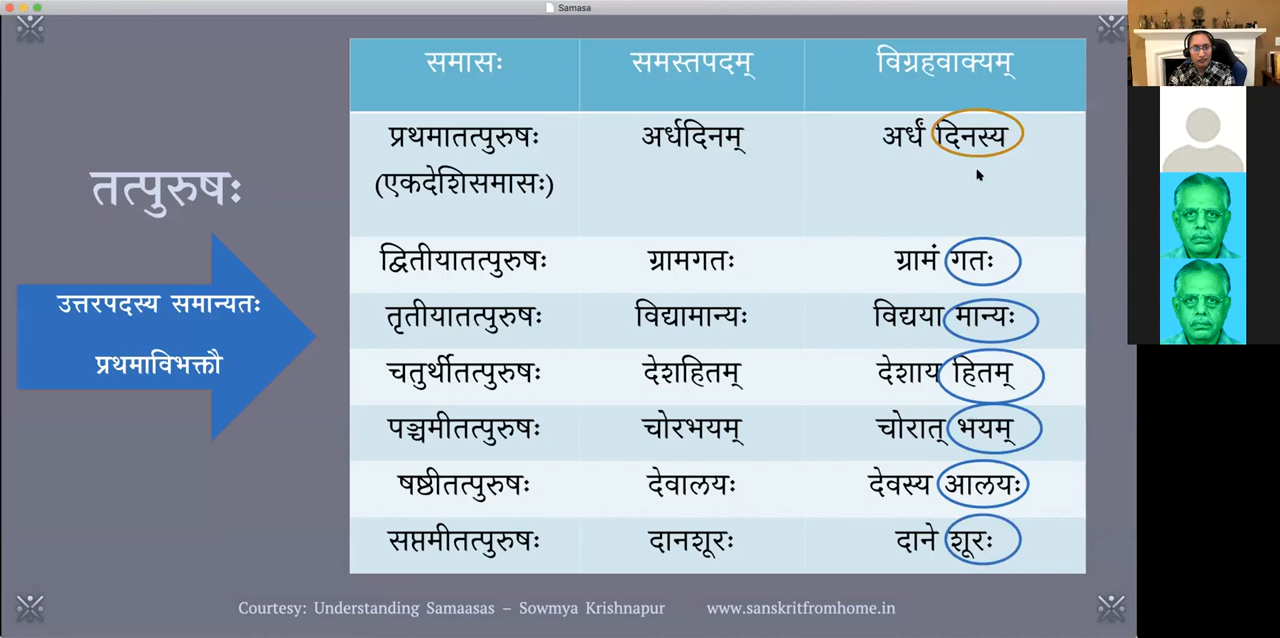 Samasa
समासः समस्तपदम् विग्रहवाक्यम्
प्रथमातत्पुरुषः अर्धदिनम् अर्धं दिनस्य
(एकदेशिसमासः)
तत्पुरुषः
द्वितीयातत्पुरुषः ग्रामगतः ग्रामं गतः
उत्तरपदस्य समान्यतः
प्रथमाविभक्तौ
तृतीयातत्पुरुषः विद्यामान्यः विद्यया मान्यः
चतुर्थीतत्पुरुषः देशहितम् देशाय हितम्
पञ्चमीतत्पुरुषः चोरभयम् चोरात् भयम्
षष्ठीतत्पुरुषः देवालयः देवस्य आलयः
सप्तमीतत्पुरुषः दानशूरः दाने शूरः
Courtesy: Understanding Samaasas – Sowmya Krishnapur www.sanskritfromhome.in